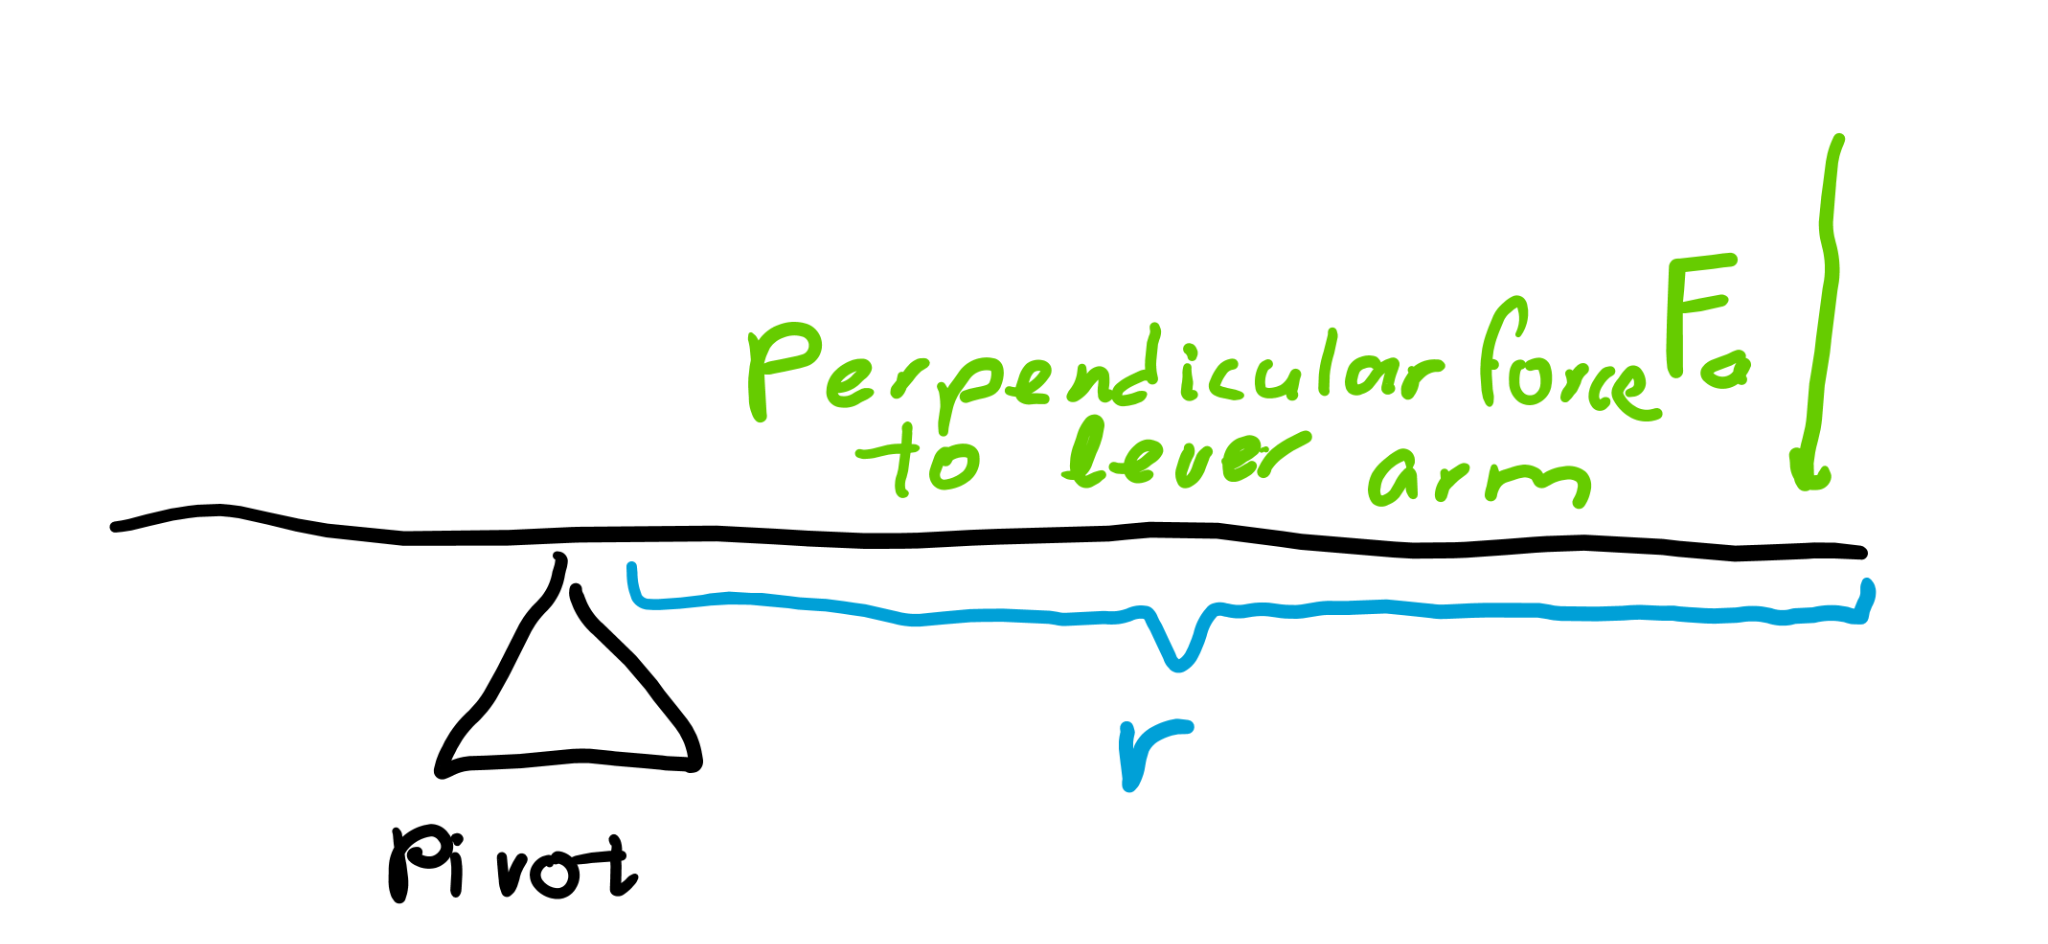 Perpendicular force Fa
to lever arm
r
Pivot